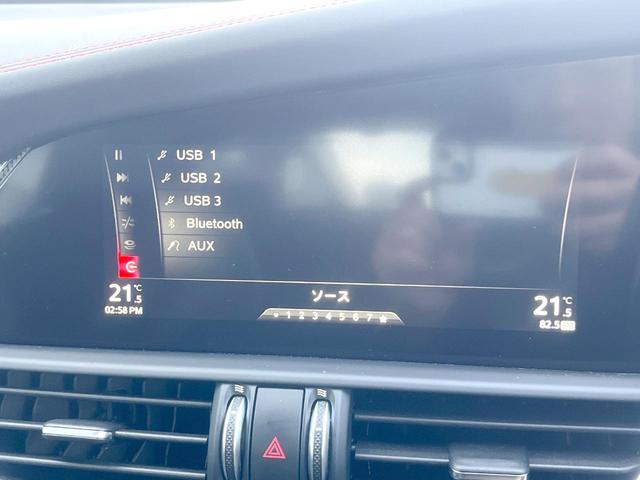 USB 1
USB 2
USB 3
Bluetooth
AUX
ソース
21.5℃
02:58 PM
1 2 3 4 5 6 7
21.5℃
82.5